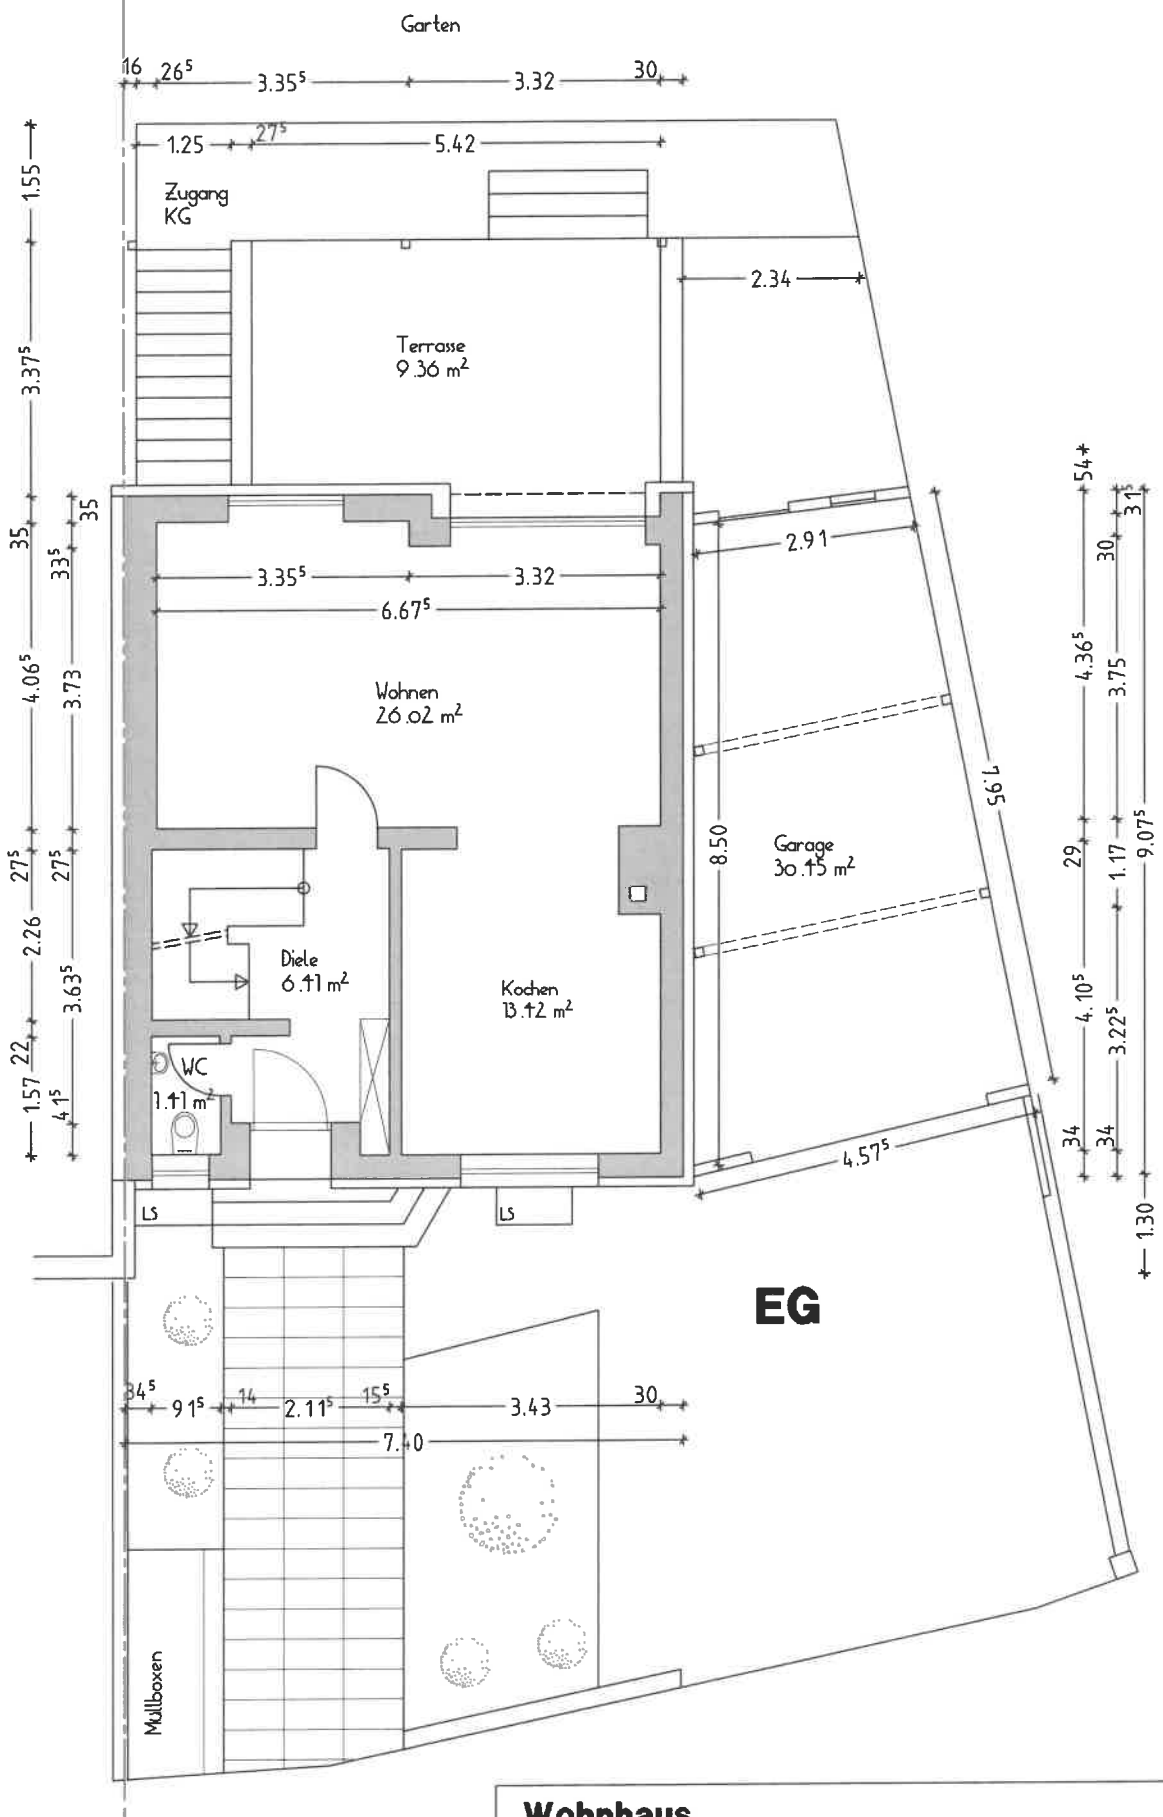 Garten
16 26⁵ 3.35⁵ 3.32 30
1.25 27⁵ 5.42
1.55
Zugang
KG
2.34
3.37⁵
Terrasse
9.36 m²
54*
35
35
31⁵
33⁵
30
2.91
3.35⁵ 3.32
6.67⁵
4.06⁵
3.73
4.36⁵
3.75
Wohnen
26.02 m²
7.95
8.50
Garage
30.45 m²
9.07⁵
27⁵
27⁵
29
1.17
2.26
3.63⁵
Diele
6.41 m²
Kochen
13.42 m²
4.10⁵
3.22⁵
22
WC
1.41 m²
1.57
41⁵
34
34
4.57⁵
LS
LS
1.30
EG
34⁵ 91⁵ 14 2.11⁵ 15⁵ 3.43 30
7.40
Müllboxen
Wohnhaus